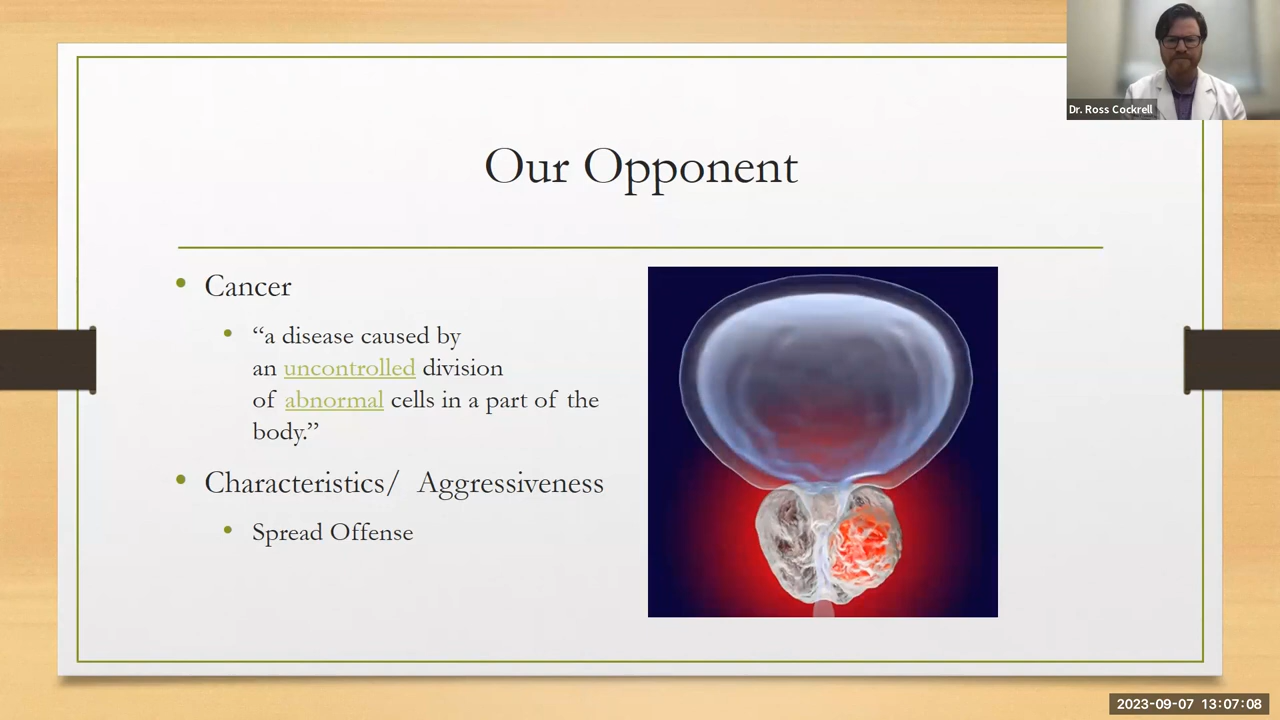 Dr. Ross Cockrell
Our Opponent
• Cancer
• “a disease caused by
an uncontrolled division
of abnormal cells in a part of the
body.”
• Characteristics/ Aggressiveness
• Spread Offense
2023-09-07 13:07:08